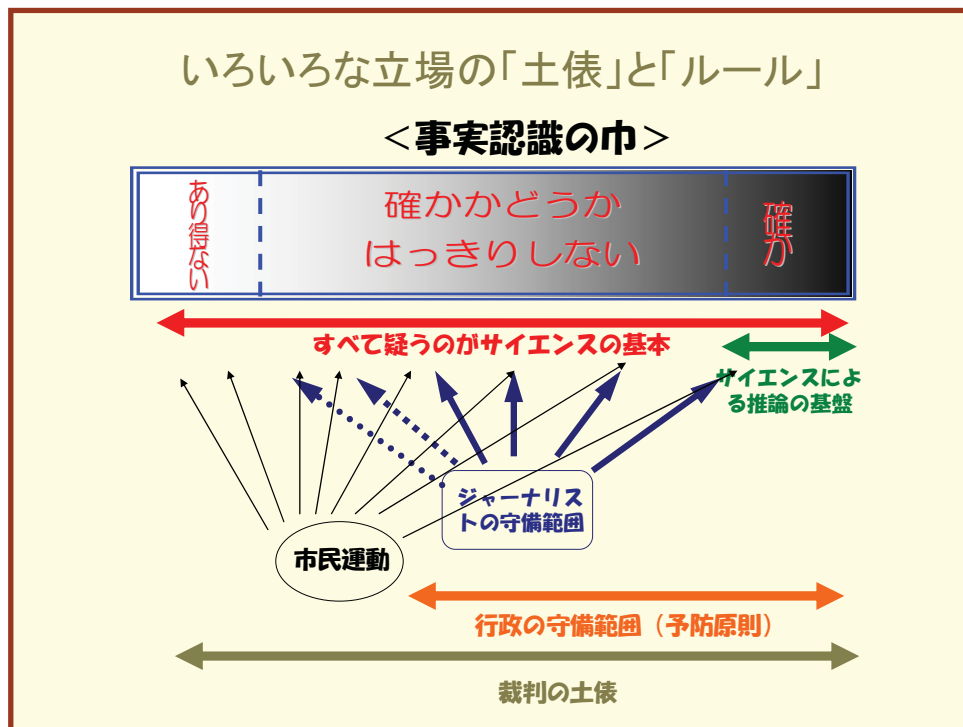 いろいろな立場の「土俵」と「ルール」
＜事実認識の巾＞
あり得ない
確かかどうか
はっきりしない
確か
すべて疑うのがサイエンスの基本
サイエンスによ
る推論の基盤
ジャーナリス
トの守備範囲
市民運動
行政の守備範囲（予防原則）
裁判の土俵